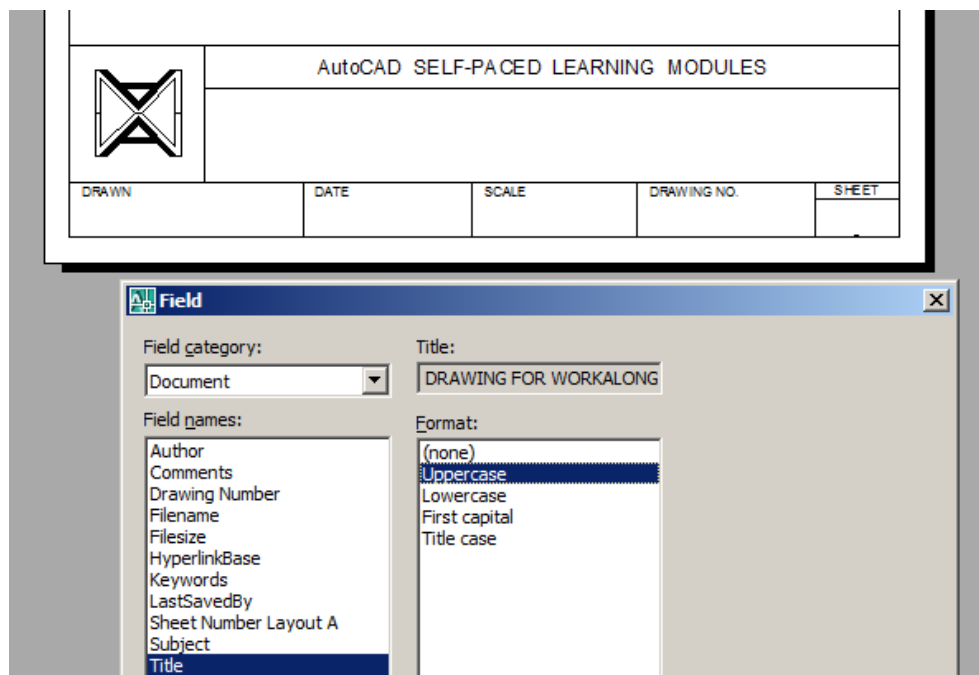 AutoCAD SELF-PACED LEARNING MODULES
DRAWN DATE SCALE DRAWING NO. SHEET
-
Field
Field category: Title:
Document DRAWING FOR WORKALONG
Field names: Format:
Author (none)
Comments Uppercase
Drawing Number Lowercase
Filename First capital
Filesize Title case
HyperlinkBase
Keywords
LastSavedBy
Sheet Number Layout A
Subject
Title